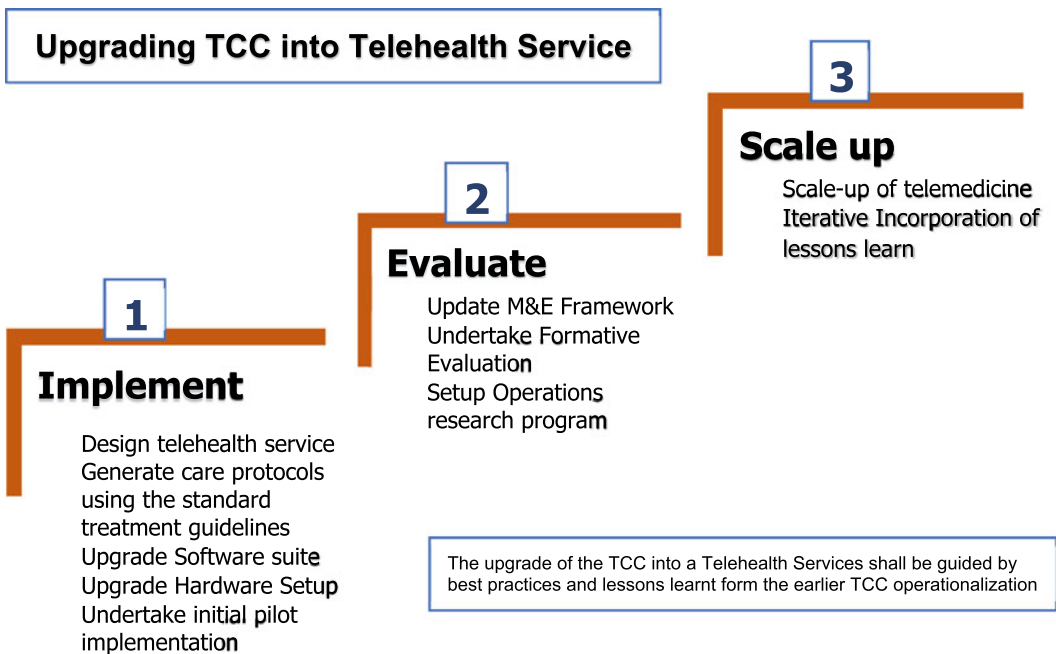 Upgrading TCC into Telehealth Service
1
Implement
Design telehealth service
Generate care protocols
using the standard
treatment guidelines
Upgrade Software suite
Upgrade Hardware Setup
Undertake initial pilot
implementation
2
Evaluate
Update M&E Framework
Undertake Formative
Evaluation
Setup Operations
research program
3
Scale up
Scale-up of telemedicine
Iterative Incorporation of
lessons learn
The upgrade of the TCC into a Telehealth Services shall be guided by
best practices and lessons learnt form the earlier TCC operationalization